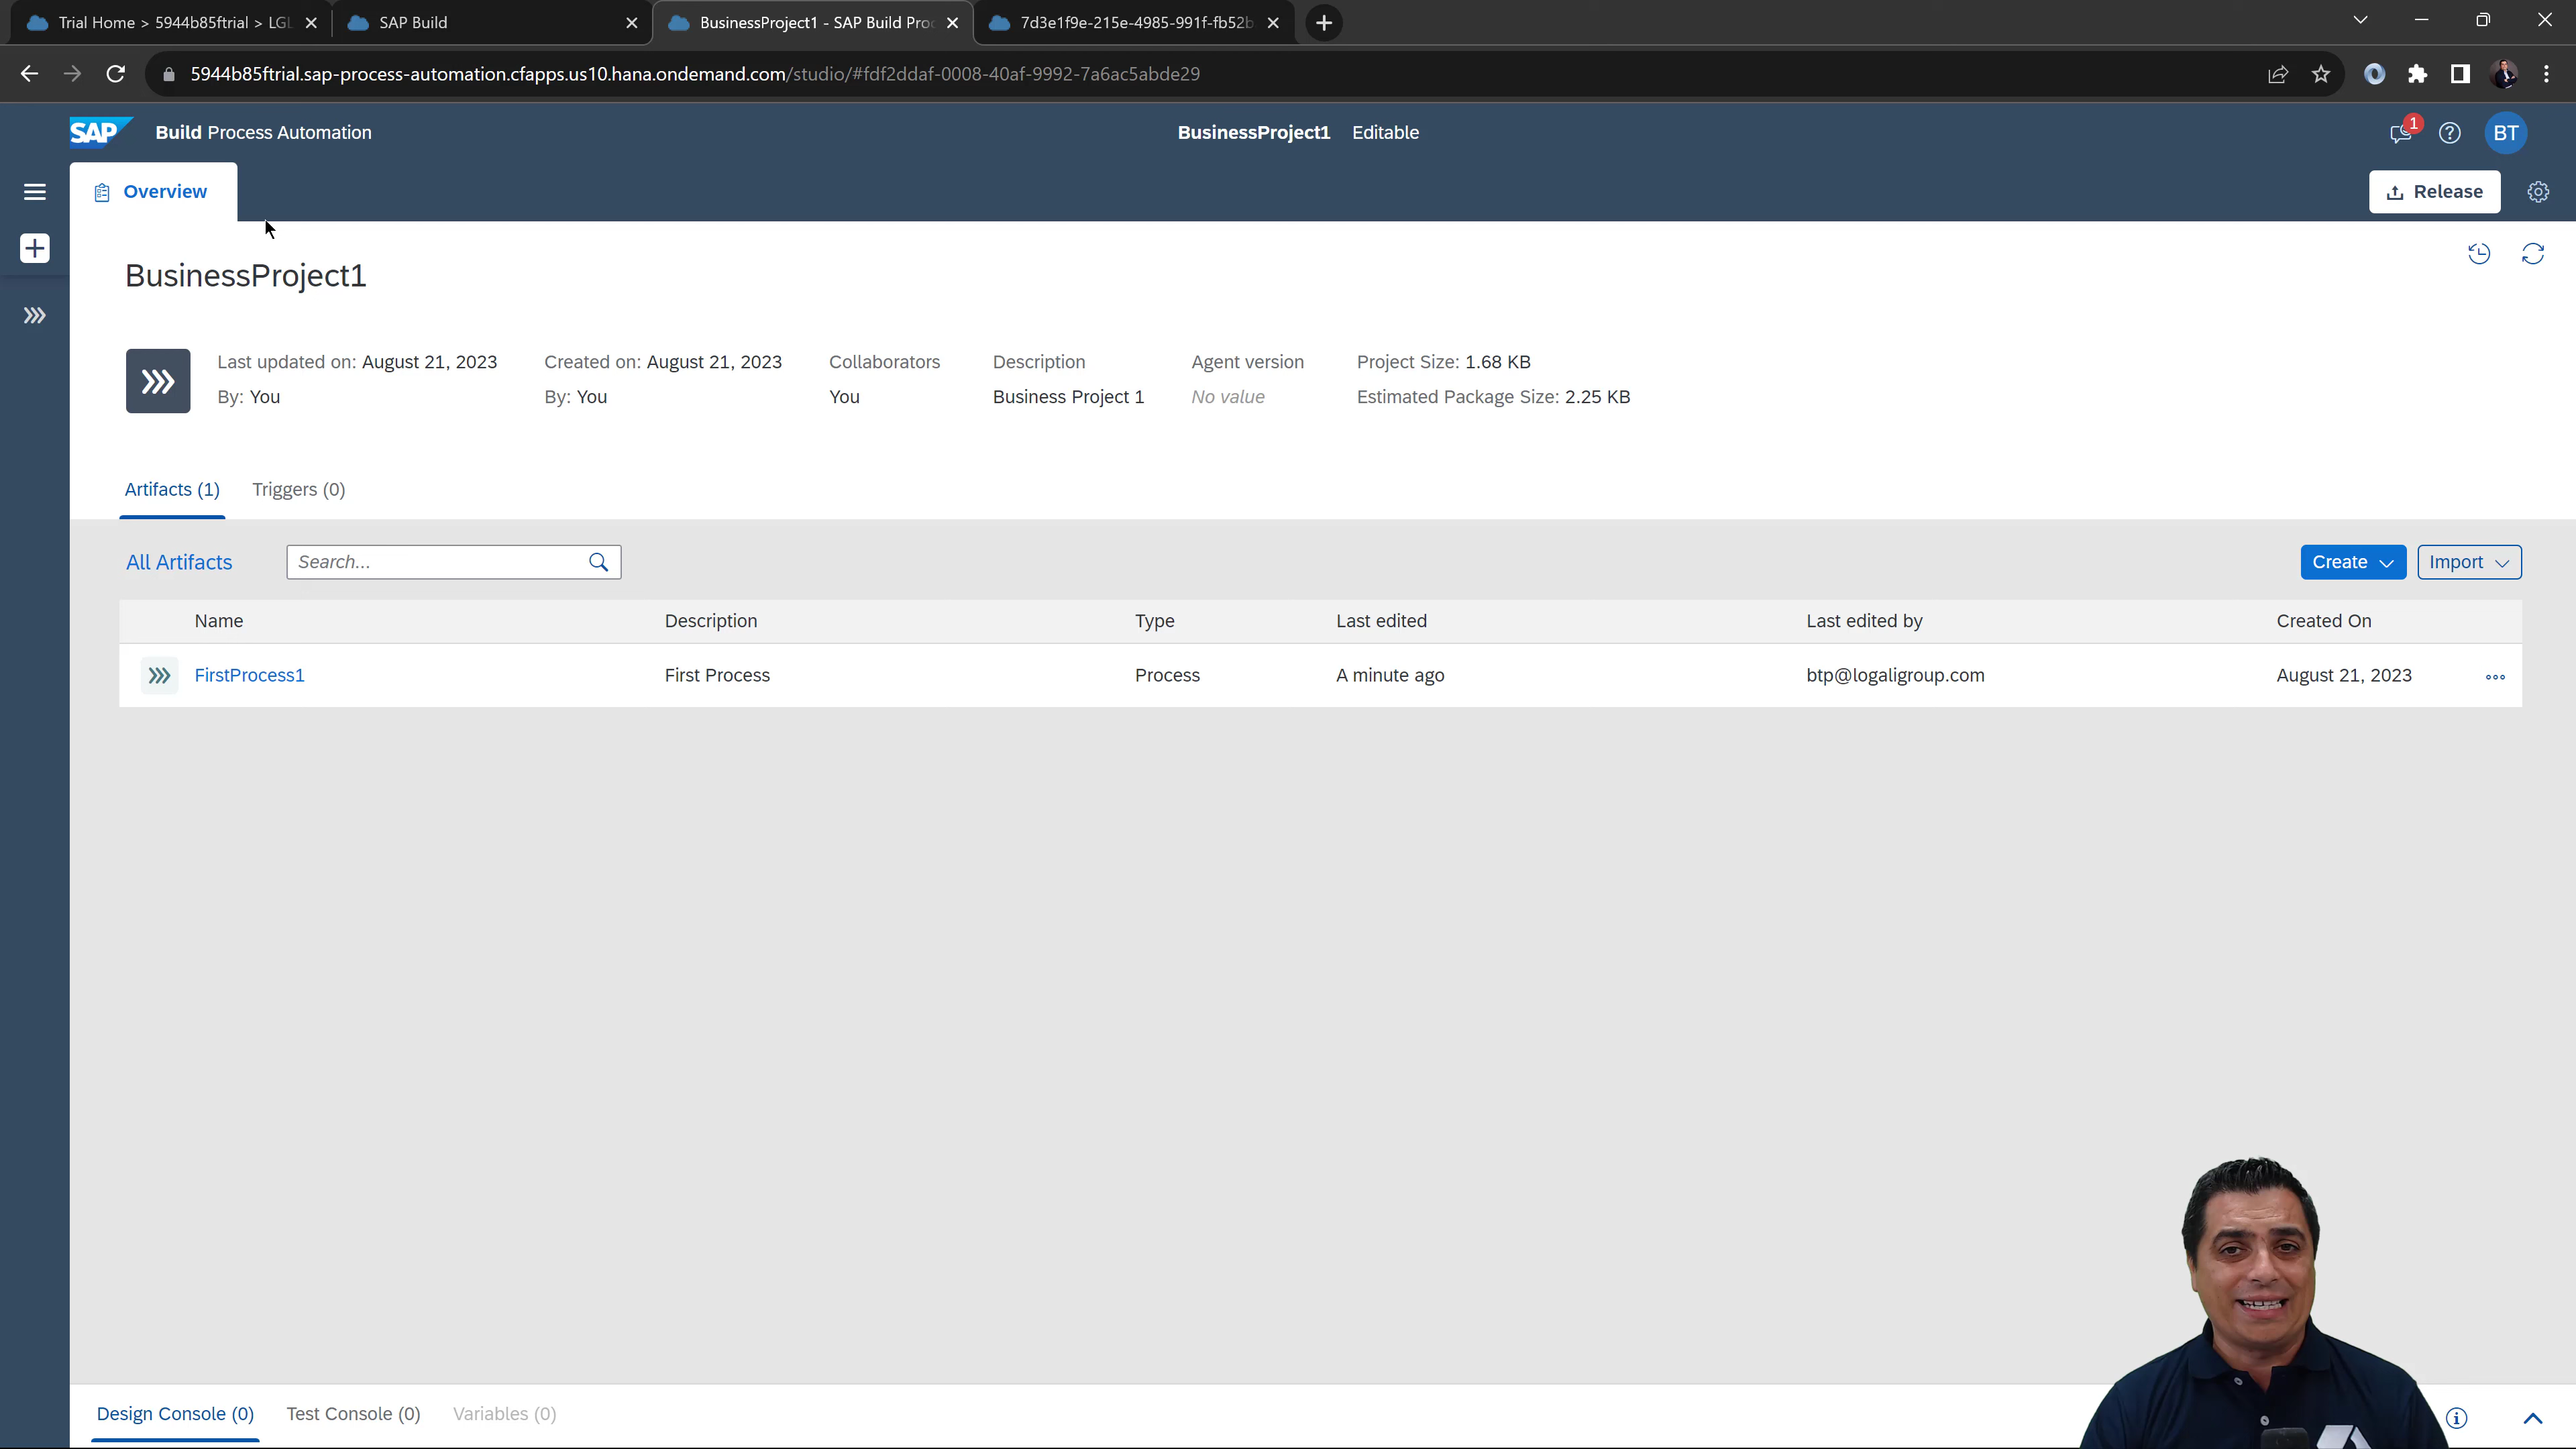 Trial Home > 5944b85ftrial > LGL
SAP Build
BusinessProject1 - SAP Build Proc
7d3e1f9e-215e-4985-991f-fb52b
5944b85ftrial.sap-process-automation.cfapps.us10.hana.ondemand.com/studio/#fdf2ddaf-0008-40af-9992-7a6ac5abde29
SAP Build Process Automation
BusinessProject1 Editable
1
BT
Overview
Release
BusinessProject1
Last updated on: August 21, 2023 Created on: August 21, 2023 Collaborators Description Agent version Project Size: 1.68 KB
By: You By: You You Business Project 1 No value Estimated Package Size: 2.25 KB
Artifacts (1) Triggers (0)
All Artifacts Search... Create Import
Name Description Type Last edited Last edited by Created On
FirstProcess1 First Process Process A minute ago btp@logaligroup.com August 21, 2023
Design Console (0) Test Console (0) Variables (0)